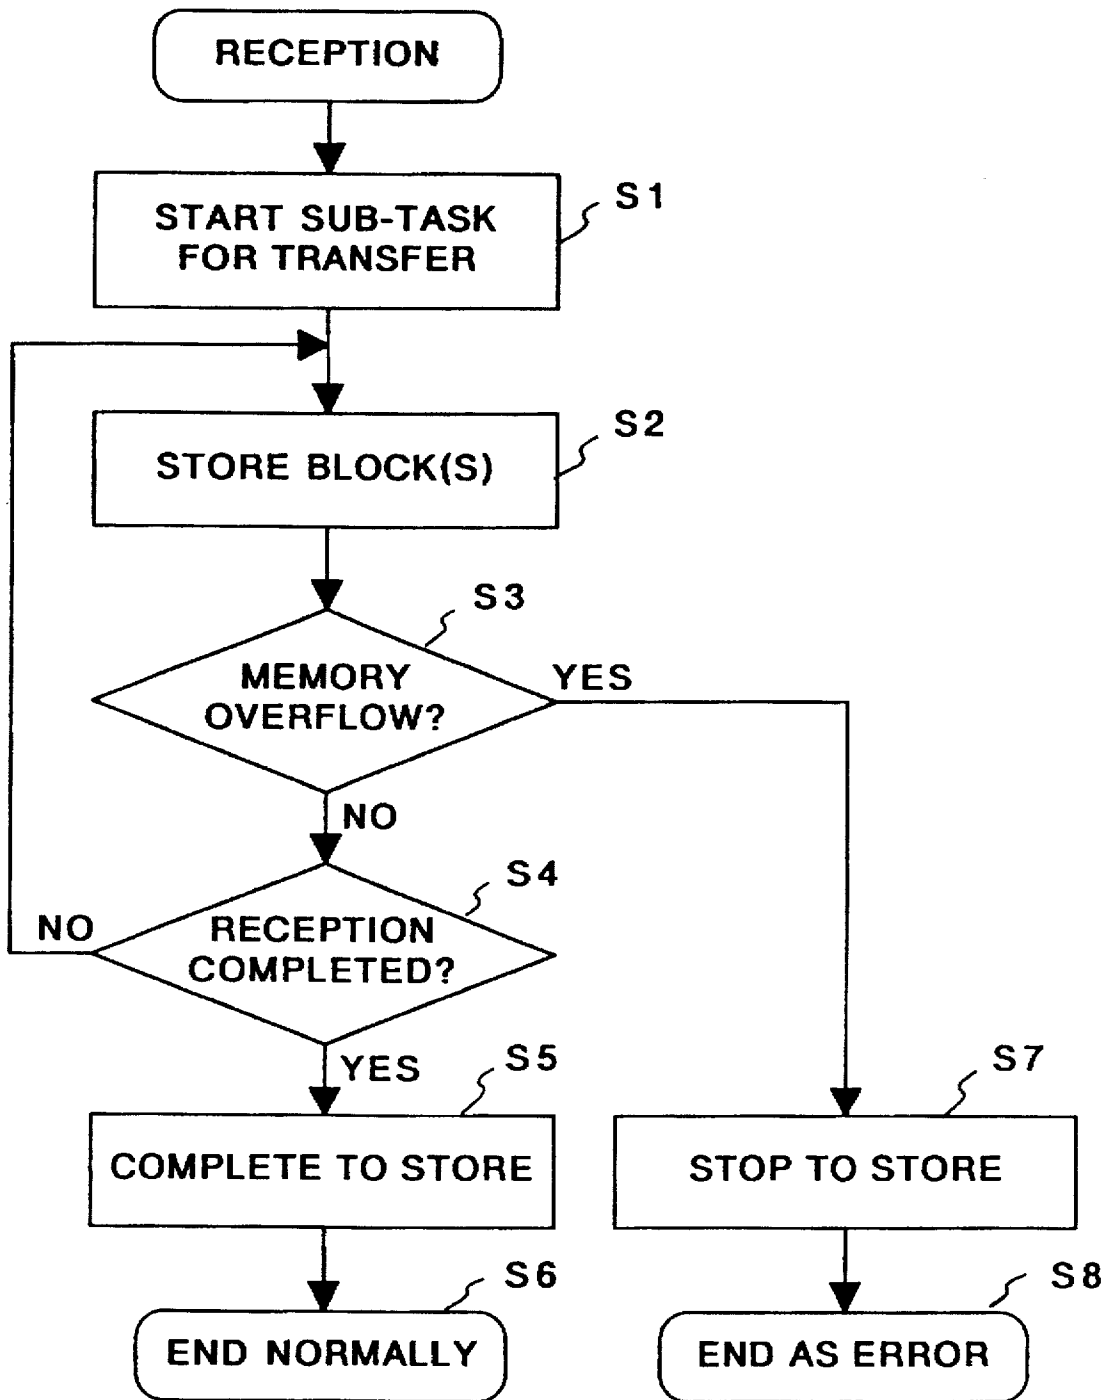 RECEPTION
S1
START SUB-TASK
FOR TRANSFER
S2
STORE BLOCK(S)
S3
MEMORY
OVERFLOW?
YES
NO
S4
RECEPTION
COMPLETED?
NO
YES
S5
COMPLETE TO STORE
S7
STOP TO STORE
S6
END NORMALLY
S8
END AS ERROR